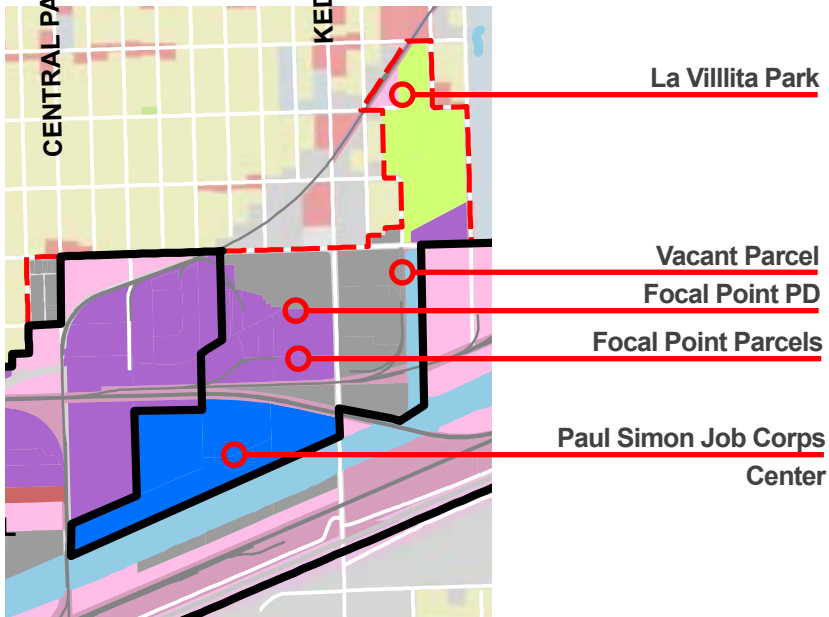 CENTRAL PA
KED
La Villlita Park
Vacant Parcel
Focal Point PD
Focal Point Parcels
Paul Simon Job Corps
Center
L